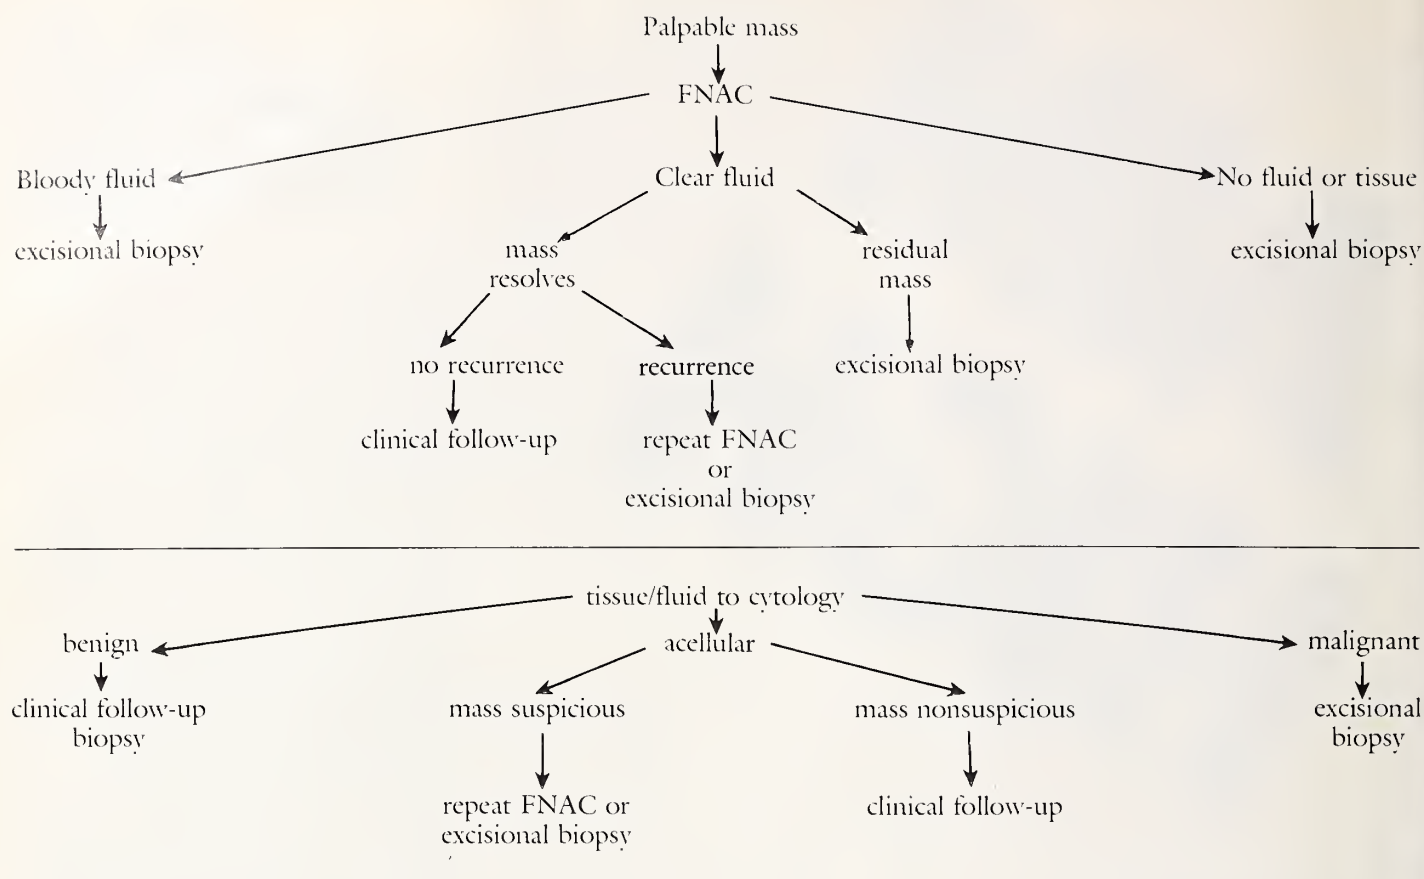 Palpable mass
FNAC
Bloody fluid
Clear fluid
No fluid or tissue
excisional biopsy
mass
resolves
residual
mass
excisional biopsy
no recurrence
recurrence
excisional biopsy
clinical follow-up
repeat FNAC
or
excisional biopsy
tissue/fluid to cytology
benign
acellular
malignant
clinical follow-up
biopsy
mass suspicious
mass nonsuspicious
excisional
biopsy
repeat FNAC or
excisional biopsy
clinical follow-up